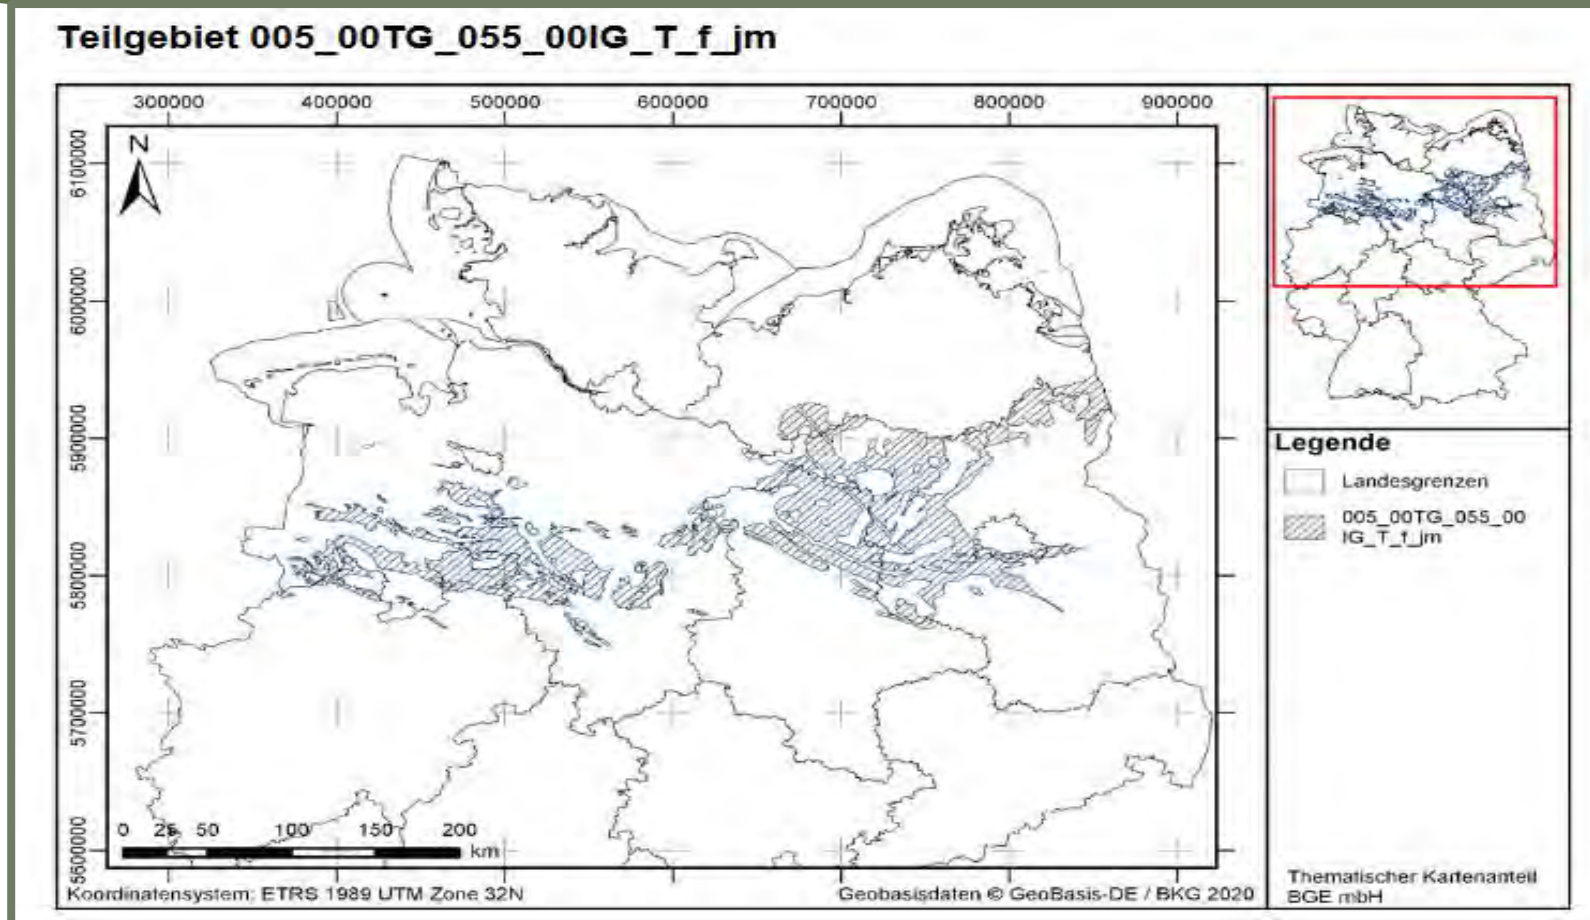 Teilgebiet 005_00TG_055_00IG_T_f_jm
300000 400000 500000 600000 700000 800000 900000
N
6100000
6000000
5900000
5800000
5700000
5600000
0 25 50 100 150 200
km
Koordinatensystem: ETRS 1989 UTM Zone 32N
Geobasisdaten © GeoBasis-DE / BKG 2020
Legende
Landesgrenzen
005_00TG_055_00
IG_T_f_jm
Thematischer Kartenanteil
BGE mbH